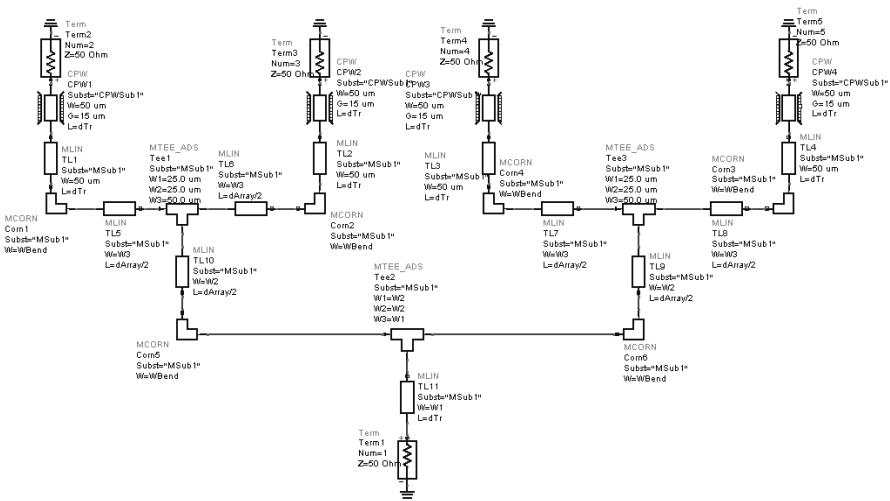 Term
Term2
Num=2
Z=50 Ohm
CPW
CPW1
Subst="CPWSub1"
W=50 um
G=15 um
L=dTr
MLIN
TL1
Subst="MSub1"
W=50 um
L=dTr
MCORN
Corn1
Subst="MSub1"
W=WBend
MLIN
TL5
Subst="MSub1"
W=W3
L=dArray/2
MTEE_ADS
Tee1
Subst="MSub1"
W1=25.0 um
W2=25.0 um
W3=50.0 um
MLIN
TL6
Subst="MSub1"
W=W3
L=dArray/2
Term
Term3
Num=3
Z=50 Ohm
CPW
CPW2
Subst="CPWSub1"
W=50 um
G=15 um
L=dTr
MLIN
TL2
Subst="MSub1"
W=50 um
L=dTr
MCORN
Corn2
Subst="MSub1"
W=WBend
MLIN
TL10
Subst="MSub1"
W=W2
L=dArray/2
MCORN
Corn5
Subst="MSub1"
W=WBend
MTEE_ADS
Tee2
Subst="MSub1"
W1=W2
W2=W2
W3=W1
MLIN
TL11
Subst="MSub1"
W=W1
L=dTr
Term
Term1
Num=1
Z=50 Ohm
Term
Term4
Num=4
Z=50 Ohm
CPW
CPW3
Subst="CPWSub1"
W=50 um
G=15 um
L=dTr
MLIN
TL3
Subst="MSub1"
W=50 um
L=dTr
MCORN
Corn4
Subst="MSub1"
W=WBend
MLIN
TL7
Subst="MSub1"
W=W3
L=dArray/2
MTEE_ADS
Tee3
Subst="MSub1"
W1=25.0 um
W2=25.0 um
W3=50.0 um
MCORN
Corn3
Subst="MSub1"
W=WBend
MLIN
TL8
Subst="MSub1"
W=W3
L=dArray/2
Term
Term5
Num=5
Z=50 Ohm
CPW
CPW4
Subst="CPWSub1"
W=50 um
G=15 um
L=dTr
MLIN
TL4
Subst="MSub1"
W=50 um
L=dTr
MLIN
TL9
Subst="MSub1"
W=W2
L=dArray/2
MCORN
Corn6
Subst="MSub1"
W=WBend